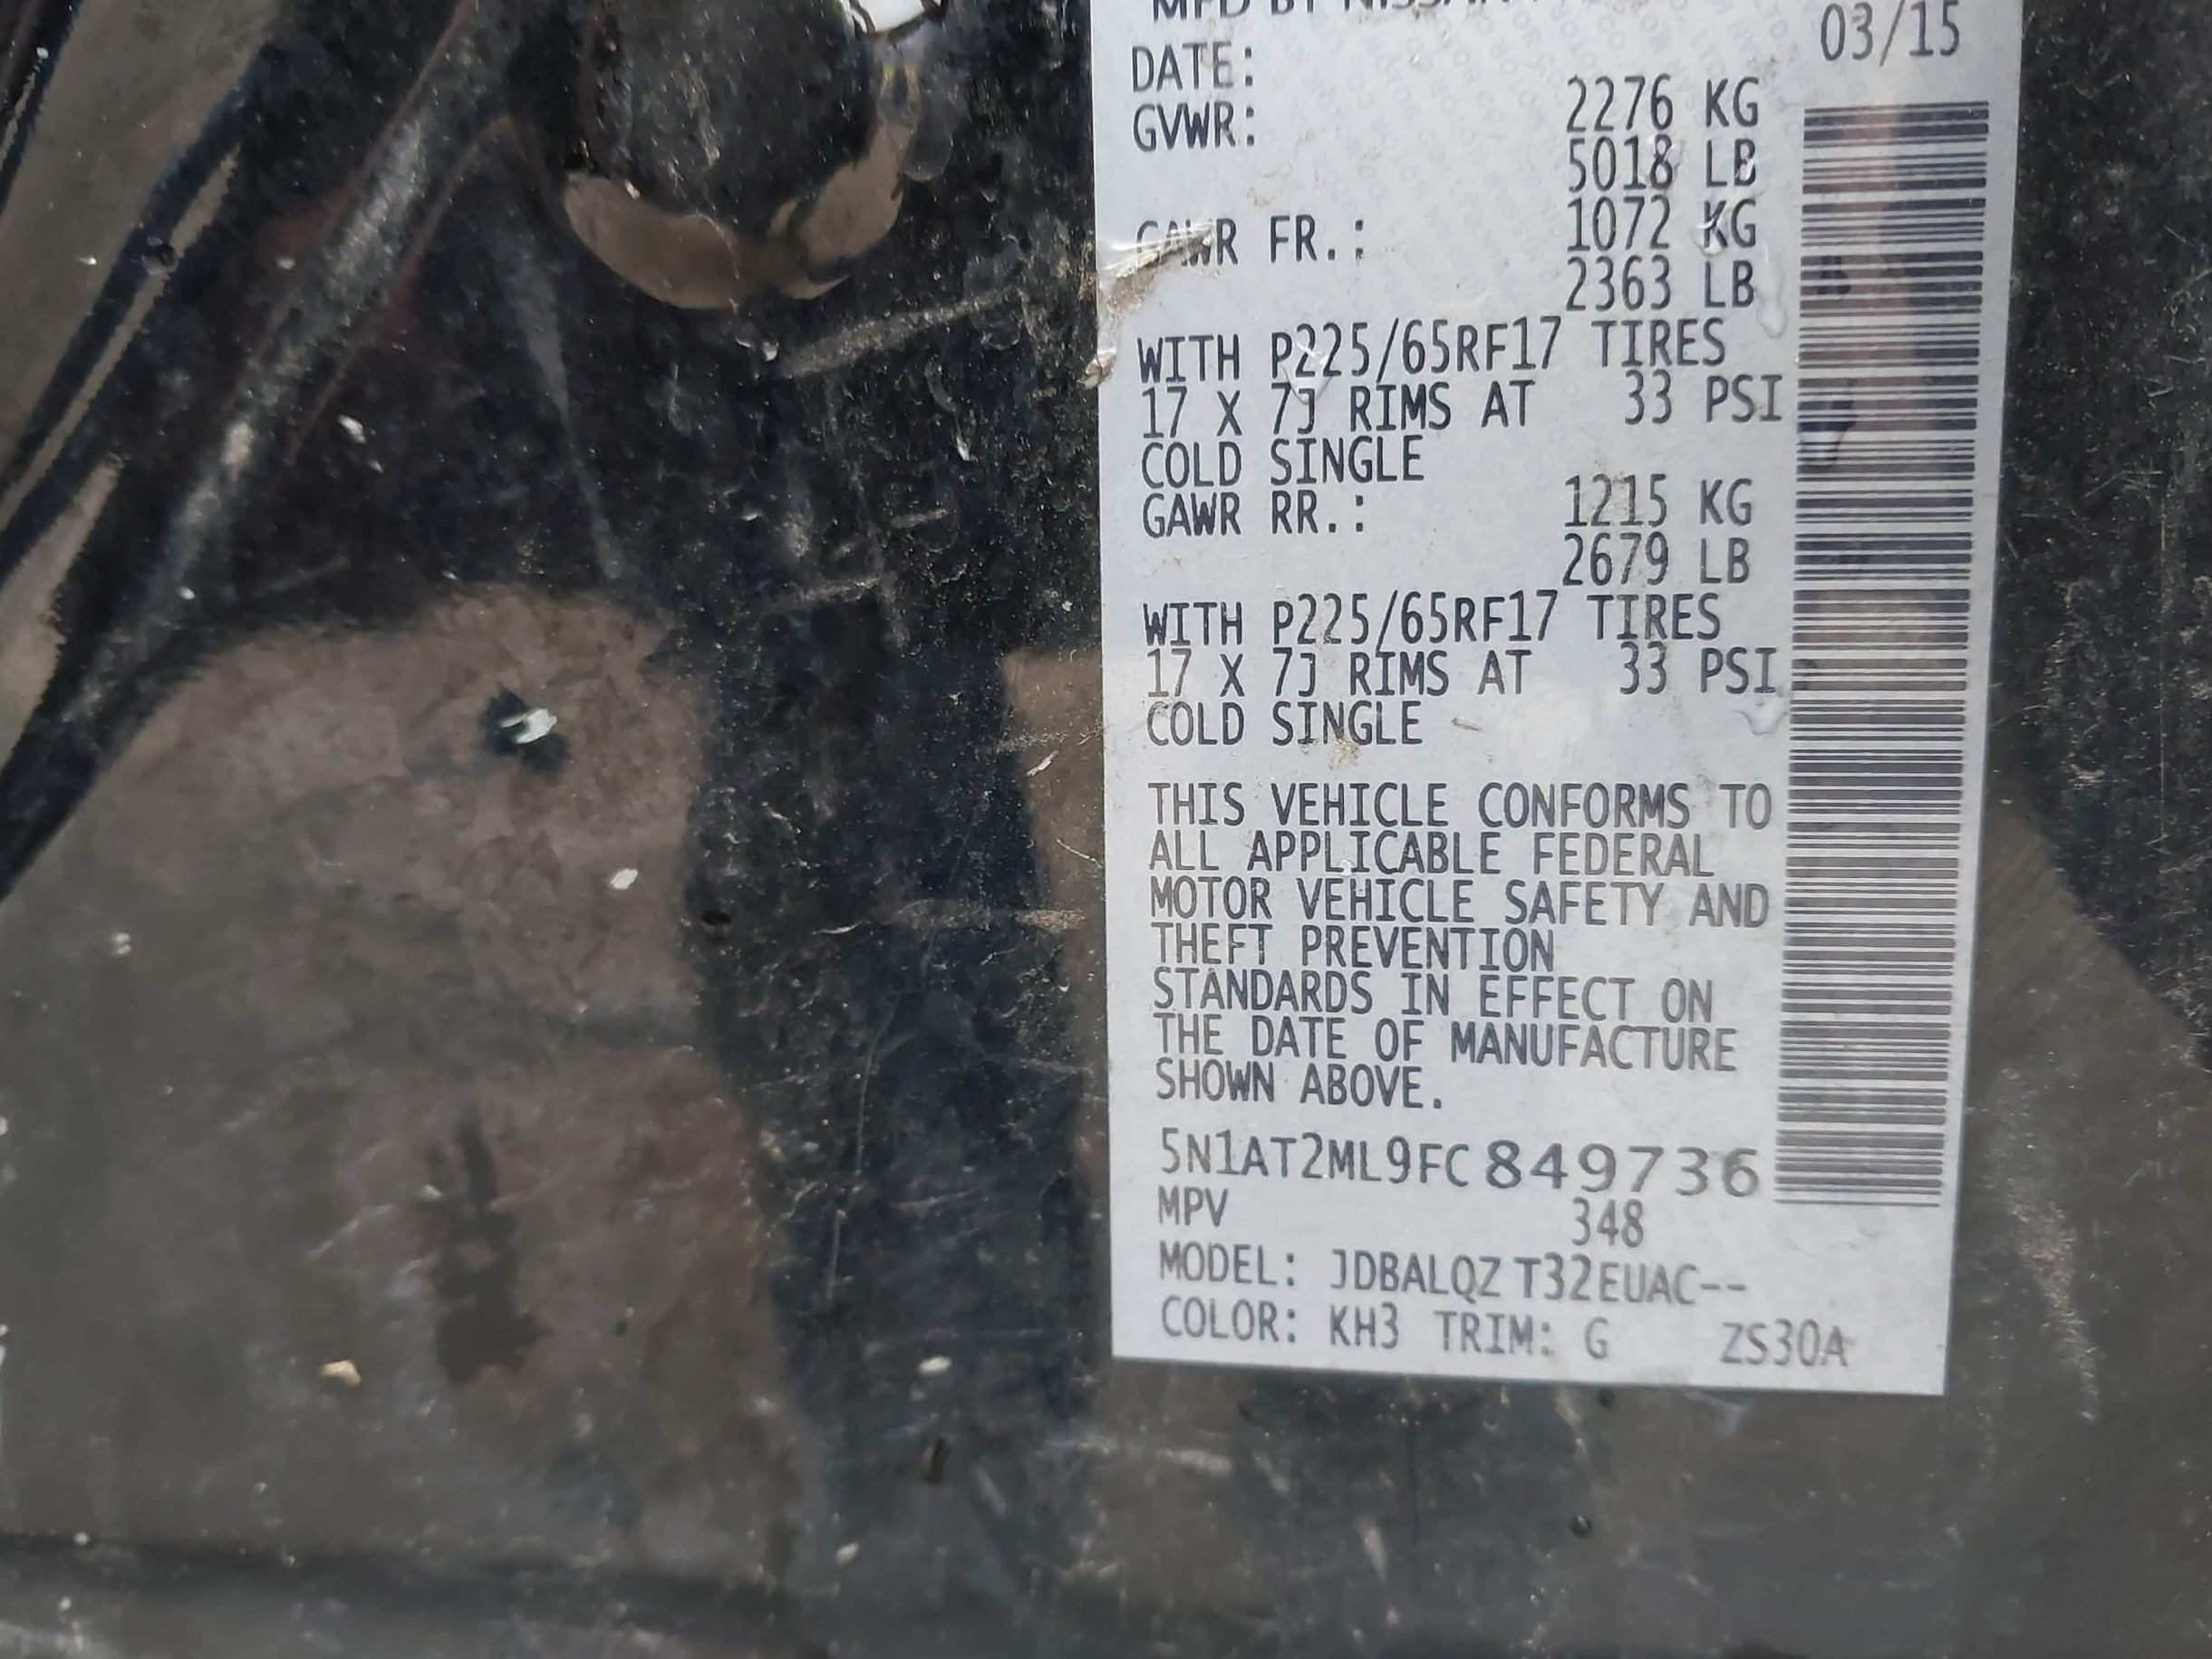 MFD BY NISSAN
DATE: 03/15
GVWR: 2276 KG
5018 LB
GAWR FR.: 1072 KG
2363 LB
WITH P225/65RF17 TIRES
17 X 7J RIMS AT 33 PSI
COLD SINGLE
GAWR RR.: 1215 KG
2679 LB
WITH P225/65RF17 TIRES
17 X 7J RIMS AT 33 PSI
COLD SINGLE
THIS VEHICLE CONFORMS TO
ALL APPLICABLE FEDERAL
MOTOR VEHICLE SAFETY AND
THEFT PREVENTION
STANDARDS IN EFFECT ON
THE DATE OF MANUFACTURE
SHOWN ABOVE.
5N1AT2ML9FC849736
MPV 348
MODEL: JDBALQZ T32EUAC--
COLOR: KH3 TRIM: G ZS30A